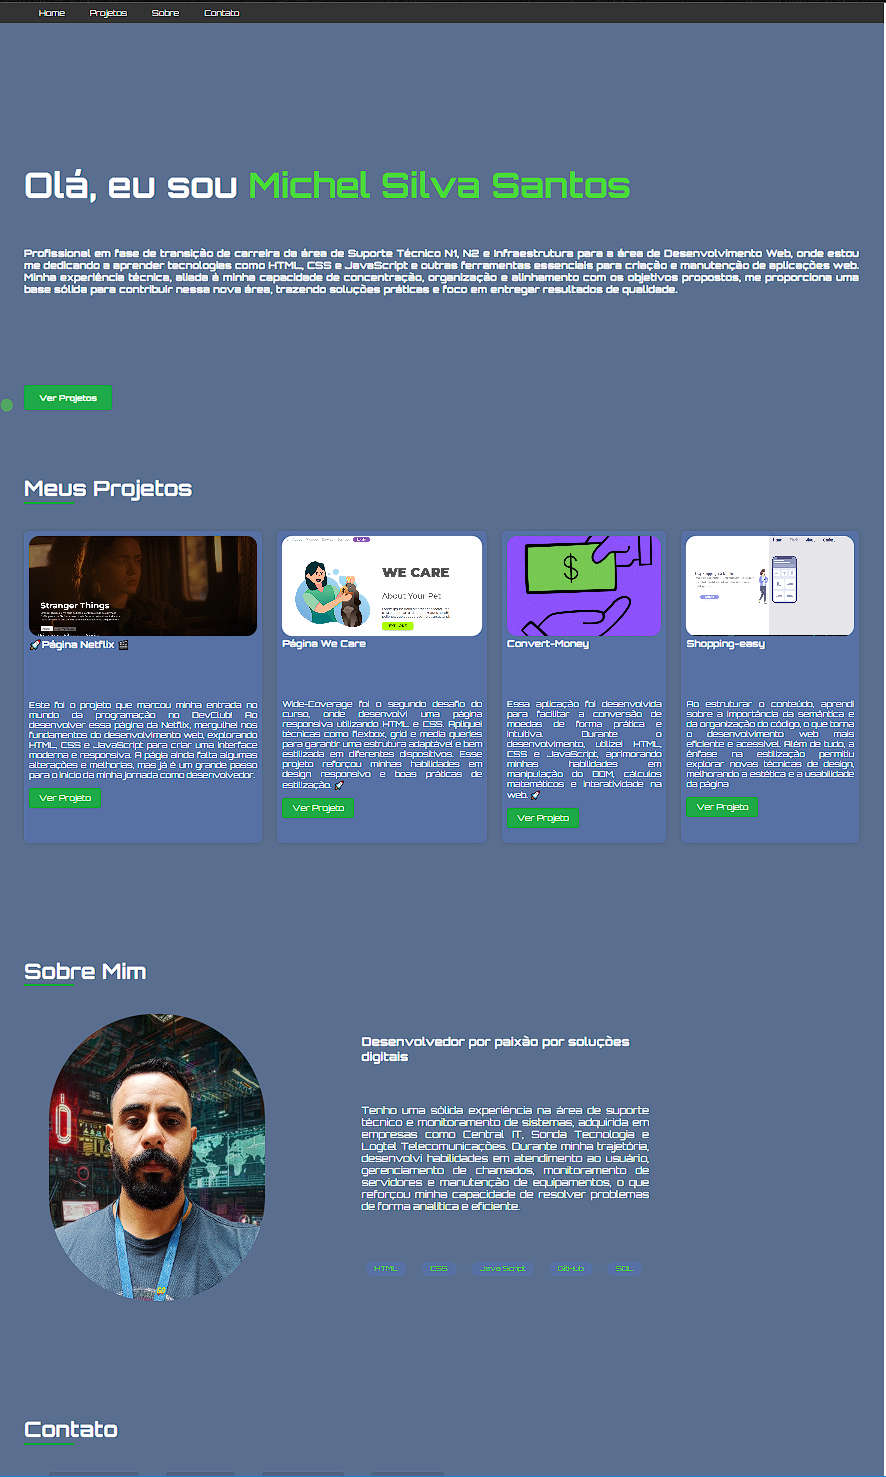 Home Projetos Sobre Contato
Olá, eu sou Michel Silva Santos
Profissional em fase de transição de carreira da área de Suporte Técnico N1, N2 e Infraestrutura para a área de Desenvolvimento Web, onde estou
me dedicando a aprender tecnologias como HTML, CSS e JavaScript e outras ferramentas essenciais para criação e manutenção de aplicações web.
Minha experiência técnica, aliada à minha capacidade de concentração, organização e alinhamento com os objetivos propostos, me proporciona uma
base sólida para contribuir nessa nova área, trazendo soluções práticas e foco em entregar resultados de qualidade.
Ver Projetos
Meus Projetos
Stranger Things
🚀Página Netflix 🎬
Este foi o projeto que marcou minha entrada no
mundo da programação no DevClub! Ao
desenvolver essa página da Netflix, mergulhei nos
fundamentos do desenvolvimento web, explorando
HTML, CSS e JavaScript para criar uma interface
moderna e responsiva. A págia ainda falta algumas
alterações e melhorias, mas já é um grande passo
para o início da minha jornada como desenvolvedor.
Ver Projeto
WE CARE
About Your Pet
Página We Care
Wide-Coverage foi o segundo desafio do
curso, onde desenvolvi uma página
responsiva utilizando HTML e CSS. Apliquei
técnicas como flexbox, grid e media queries
para garantir uma estrutura adaptável e bem
estilizada em diferentes dispositivos. Esse
projeto reforçou minhas habilidades em
design responsivo e boas práticas de
estilização. 🚀
Ver Projeto
$
Convert-Money
Essa aplicação foi desenvolvida
para facilitar a conversão de
moedas de forma prática e
intuitiva. Durante o
desenvolvimento, utilizei HTML,
CSS e JavaScript, aprimorando
minhas habilidades em
manipulação do DOM, cálculos
matemáticos e interatividade na
web. 🚀
Ver Projeto
Shopping-easy
Ao estruturar o conteúdo, aprendi
sobre a importância da semântica e
da organização do código, o que torna
o desenvolvimento web mais
eficiente e acessível. Além de tudo, a
ênfase na estilização permitiu
explorar novas técnicas de design,
melhorando a estética e a usabilidade
da página
Ver Projeto
Sobre Mim
Desenvolvedor por paixão por soluções
digitais
Tenho uma sólida experiência na área de suporte
técnico e monitoramento de sistemas, adquirida em
empresas como Central IT, Sonda Tecnologia e
Logtel Telecomunicações. Durante minha trajetória,
desenvolvi habilidades em atendimento ao usuário,
gerenciamento de chamados, monitoramento de
servidores e manutenção de equipamentos, o que
reforçou minha capacidade de resolver problemas
de forma analítica e eficiente.
HTML CSS Java Script GitHub SQL
Contato